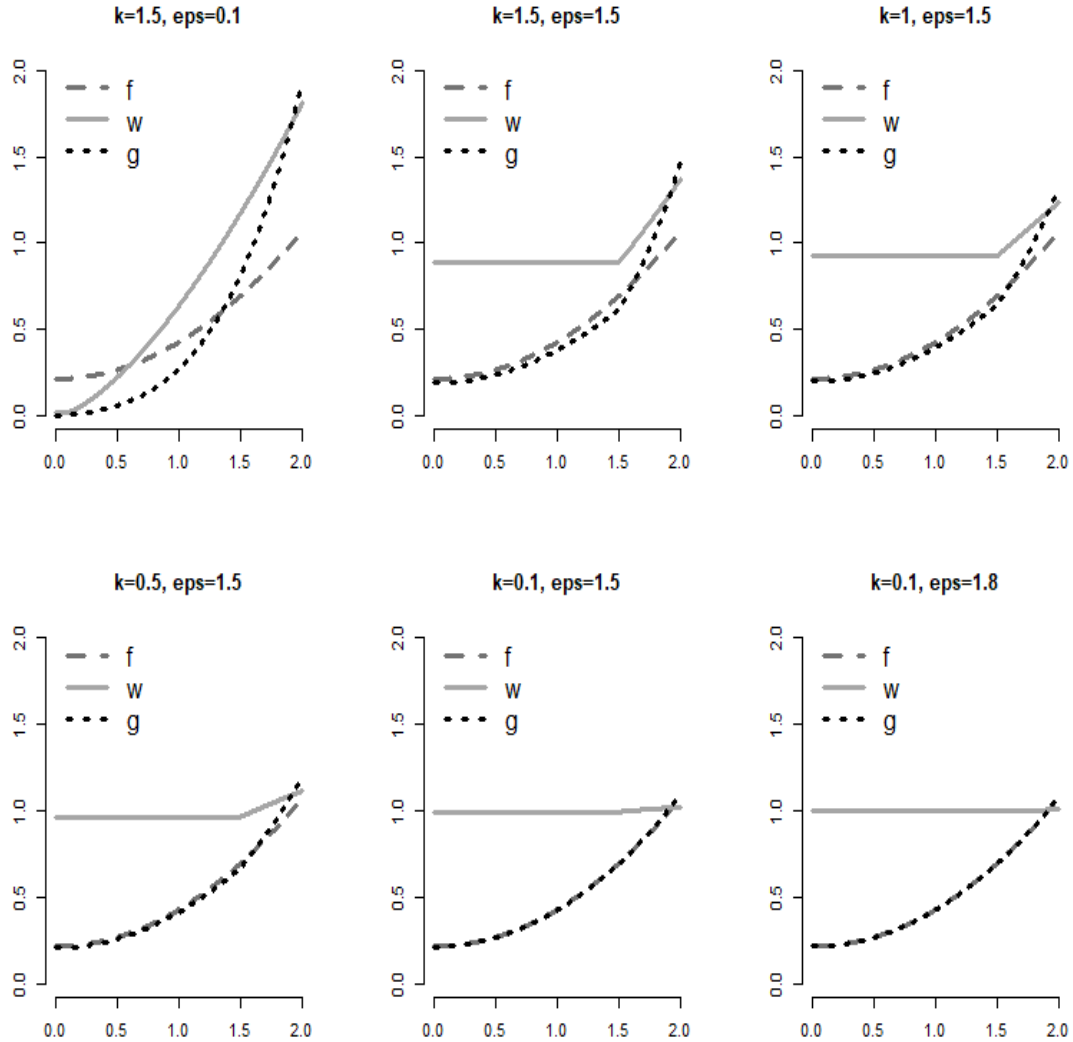 k=1.5, eps=0.1
f
w
g
0.0 0.5 1.0 1.5 2.0
0.0 0.5 1.0 1.5 2.0
k=1.5, eps=1.5
f
w
g
0.0 0.5 1.0 1.5 2.0
0.0 0.5 1.0 1.5 2.0
k=1, eps=1.5
f
w
g
0.0 0.5 1.0 1.5 2.0
0.0 0.5 1.0 1.5 2.0
k=0.5, eps=1.5
f
w
g
0.0 0.5 1.0 1.5 2.0
0.0 0.5 1.0 1.5 2.0
k=0.1, eps=1.5
f
w
g
0.0 0.5 1.0 1.5 2.0
0.0 0.5 1.0 1.5 2.0
k=0.1, eps=1.8
f
w
g
0.0 0.5 1.0 1.5 2.0
0.0 0.5 1.0 1.5 2.0